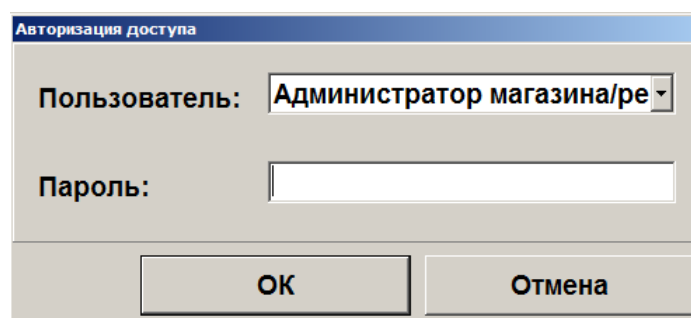 Авторизация доступа
Пользователь: Администратор магазина/ре
Пароль:
ОК Отмена